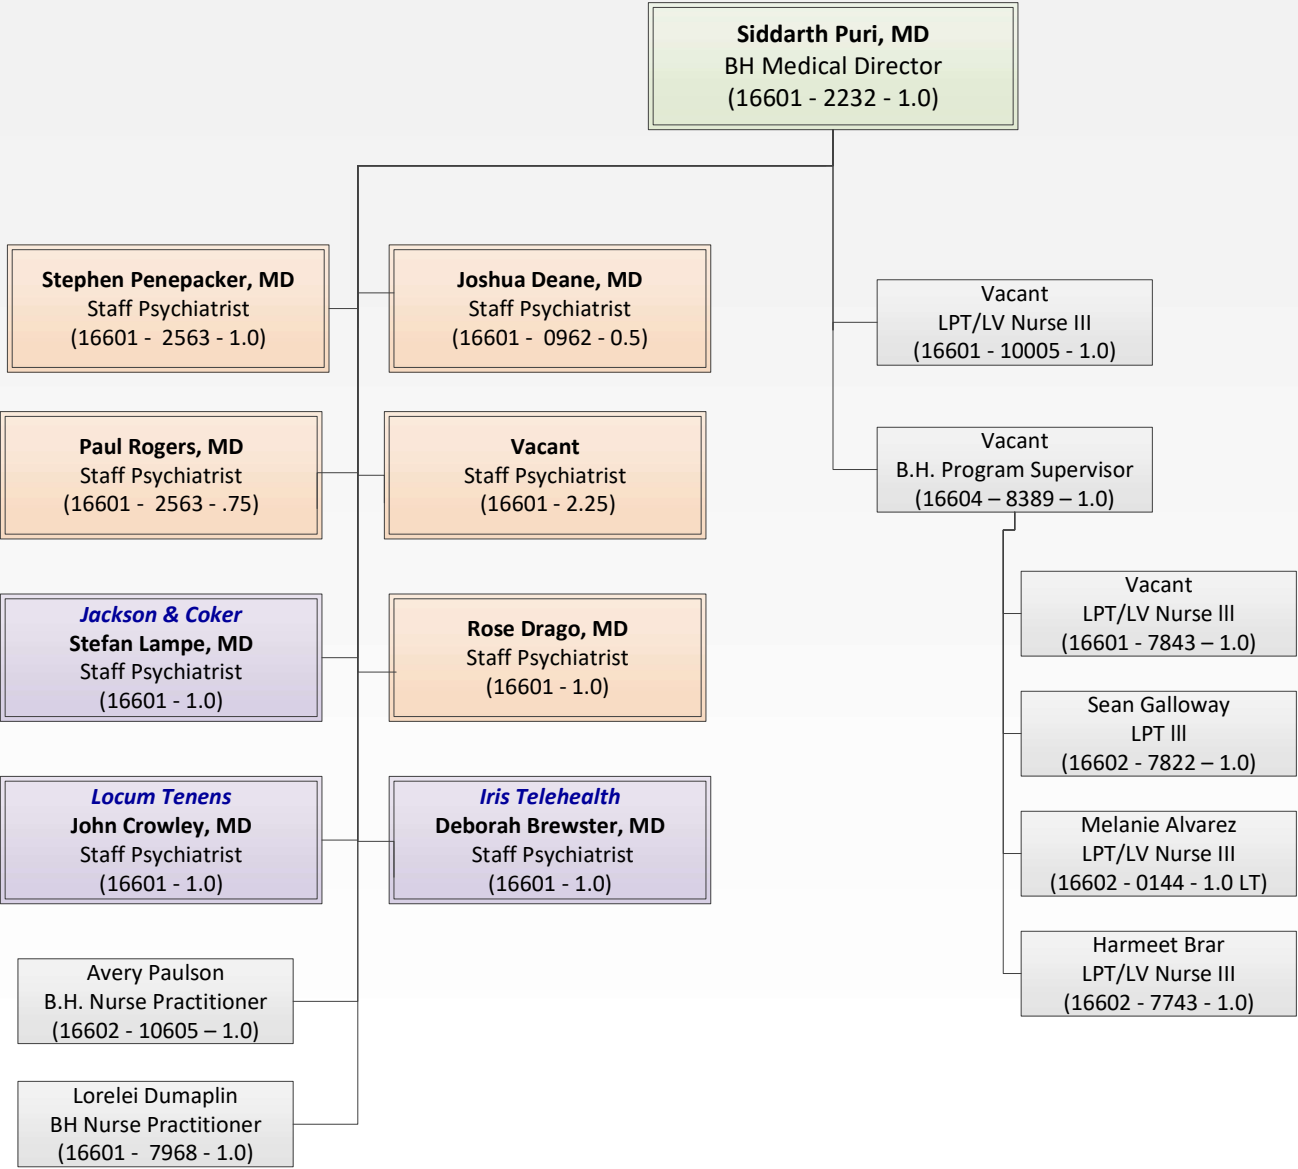 Siddarth Puri, MD
BH Medical Director
(16601 - 2232 - 1.0)
Stephen Penepacker, MD
Staff Psychiatrist
(16601 -  2563 - 1.0)
Joshua Deane, MD
Staff Psychiatrist
(16601 -  0962 - 0.5)
Vacant
LPT/LV Nurse III
(16601 - 10005 - 1.0)
Paul Rogers, MD
Staff Psychiatrist
(16601 -  2563 - .75)
Vacant
Staff Psychiatrist
(16601 - 2.25)
Vacant
B.H. Program Supervisor
(16604 – 8389 – 1.0)
Jackson & Coker
Stefan Lampe, MD
Staff Psychiatrist
(16601 - 1.0)
Rose Drago, MD
Staff Psychiatrist
(16601 - 1.0)
Vacant
LPT/LV Nurse lll
(16601 - 7843 – 1.0)
Sean Galloway
LPT lll
(16602 - 7822 – 1.0)
Locum Tenens
John Crowley, MD
Staff Psychiatrist
(16601 - 1.0)
Iris Telehealth
Deborah Brewster, MD
Staff Psychiatrist
(16601 - 1.0)
Melanie Alvarez
LPT/LV Nurse III
(16602 - 0144 - 1.0 LT)
Avery Paulson
B.H. Nurse Practitioner
(16602 - 10605 – 1.0)
Harmeet Brar
LPT/LV Nurse III
(16602 - 7743 - 1.0)
Lorelei Dumaplin
BH Nurse Practitioner
(16601 -  7968 - 1.0)